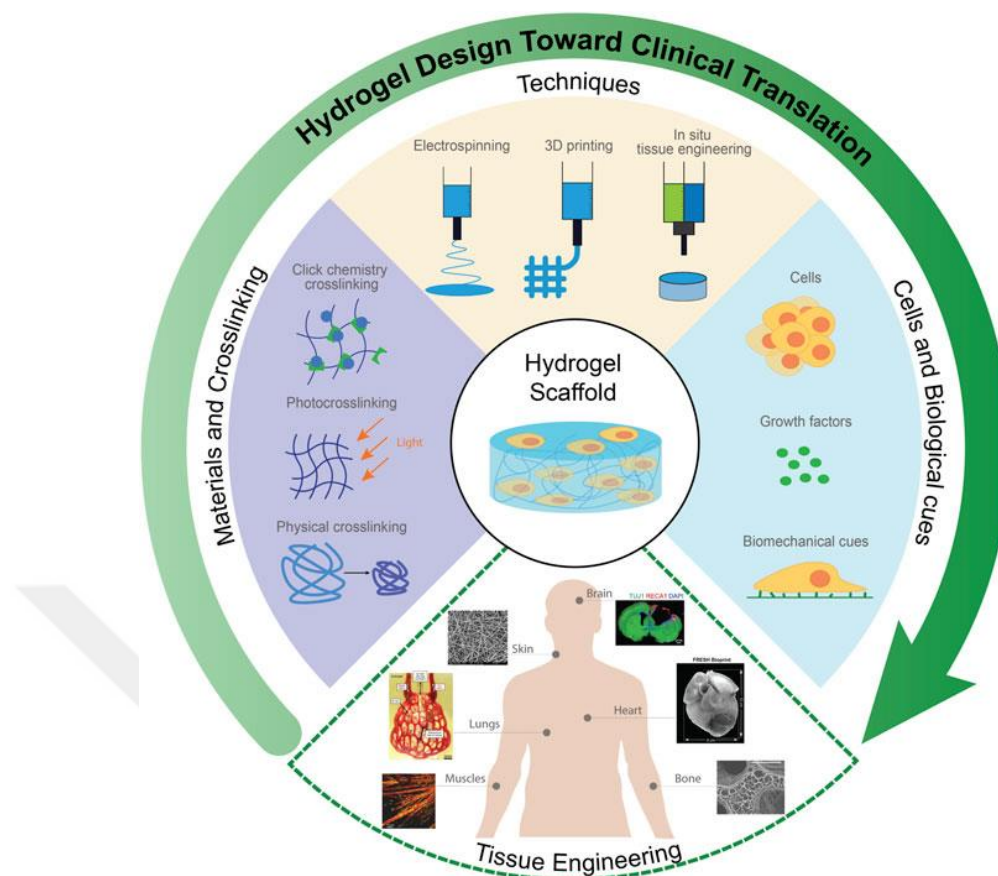 Hydrogel Design Toward Clinical Translation
Techniques
Electrospinning
3D printing
In situ
tissue engineering
Materials and Crosslinking
Click chemistry
crosslinking
Photocrosslinking
Light
Physical crosslinking
Hydrogel
Scaffold
Cells and Biological cues
Cells
Growth factors
Biomechanical cues
Brain
TUJ1 RECA1 DAPI
Skin
FRESH Bioprint
Lungs
Heart
Muscles
Bone
Tissue Engineering